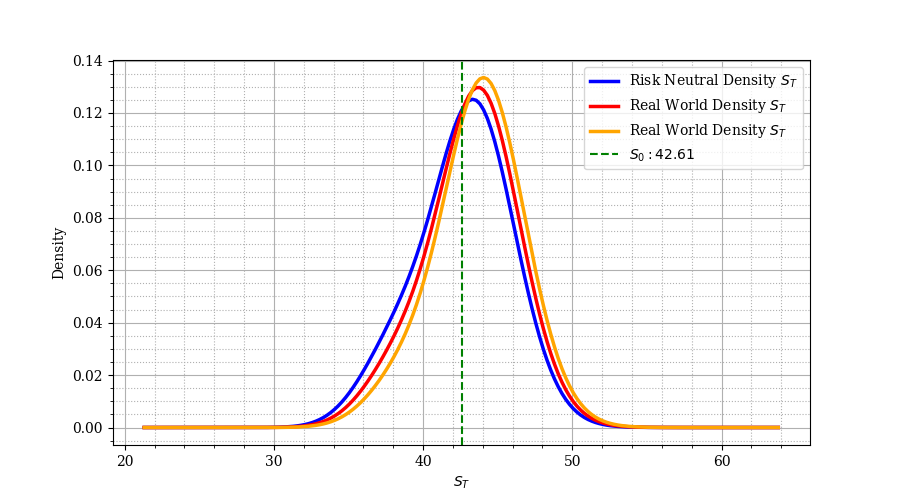 0.14
0.12
0.10
0.08
0.06
0.04
0.02
0.00
Density
20
30
40
50
60
S_T
Risk Neutral Density S_T
Real World Density S_T
Real World Density S_T
S_0 : 42.61